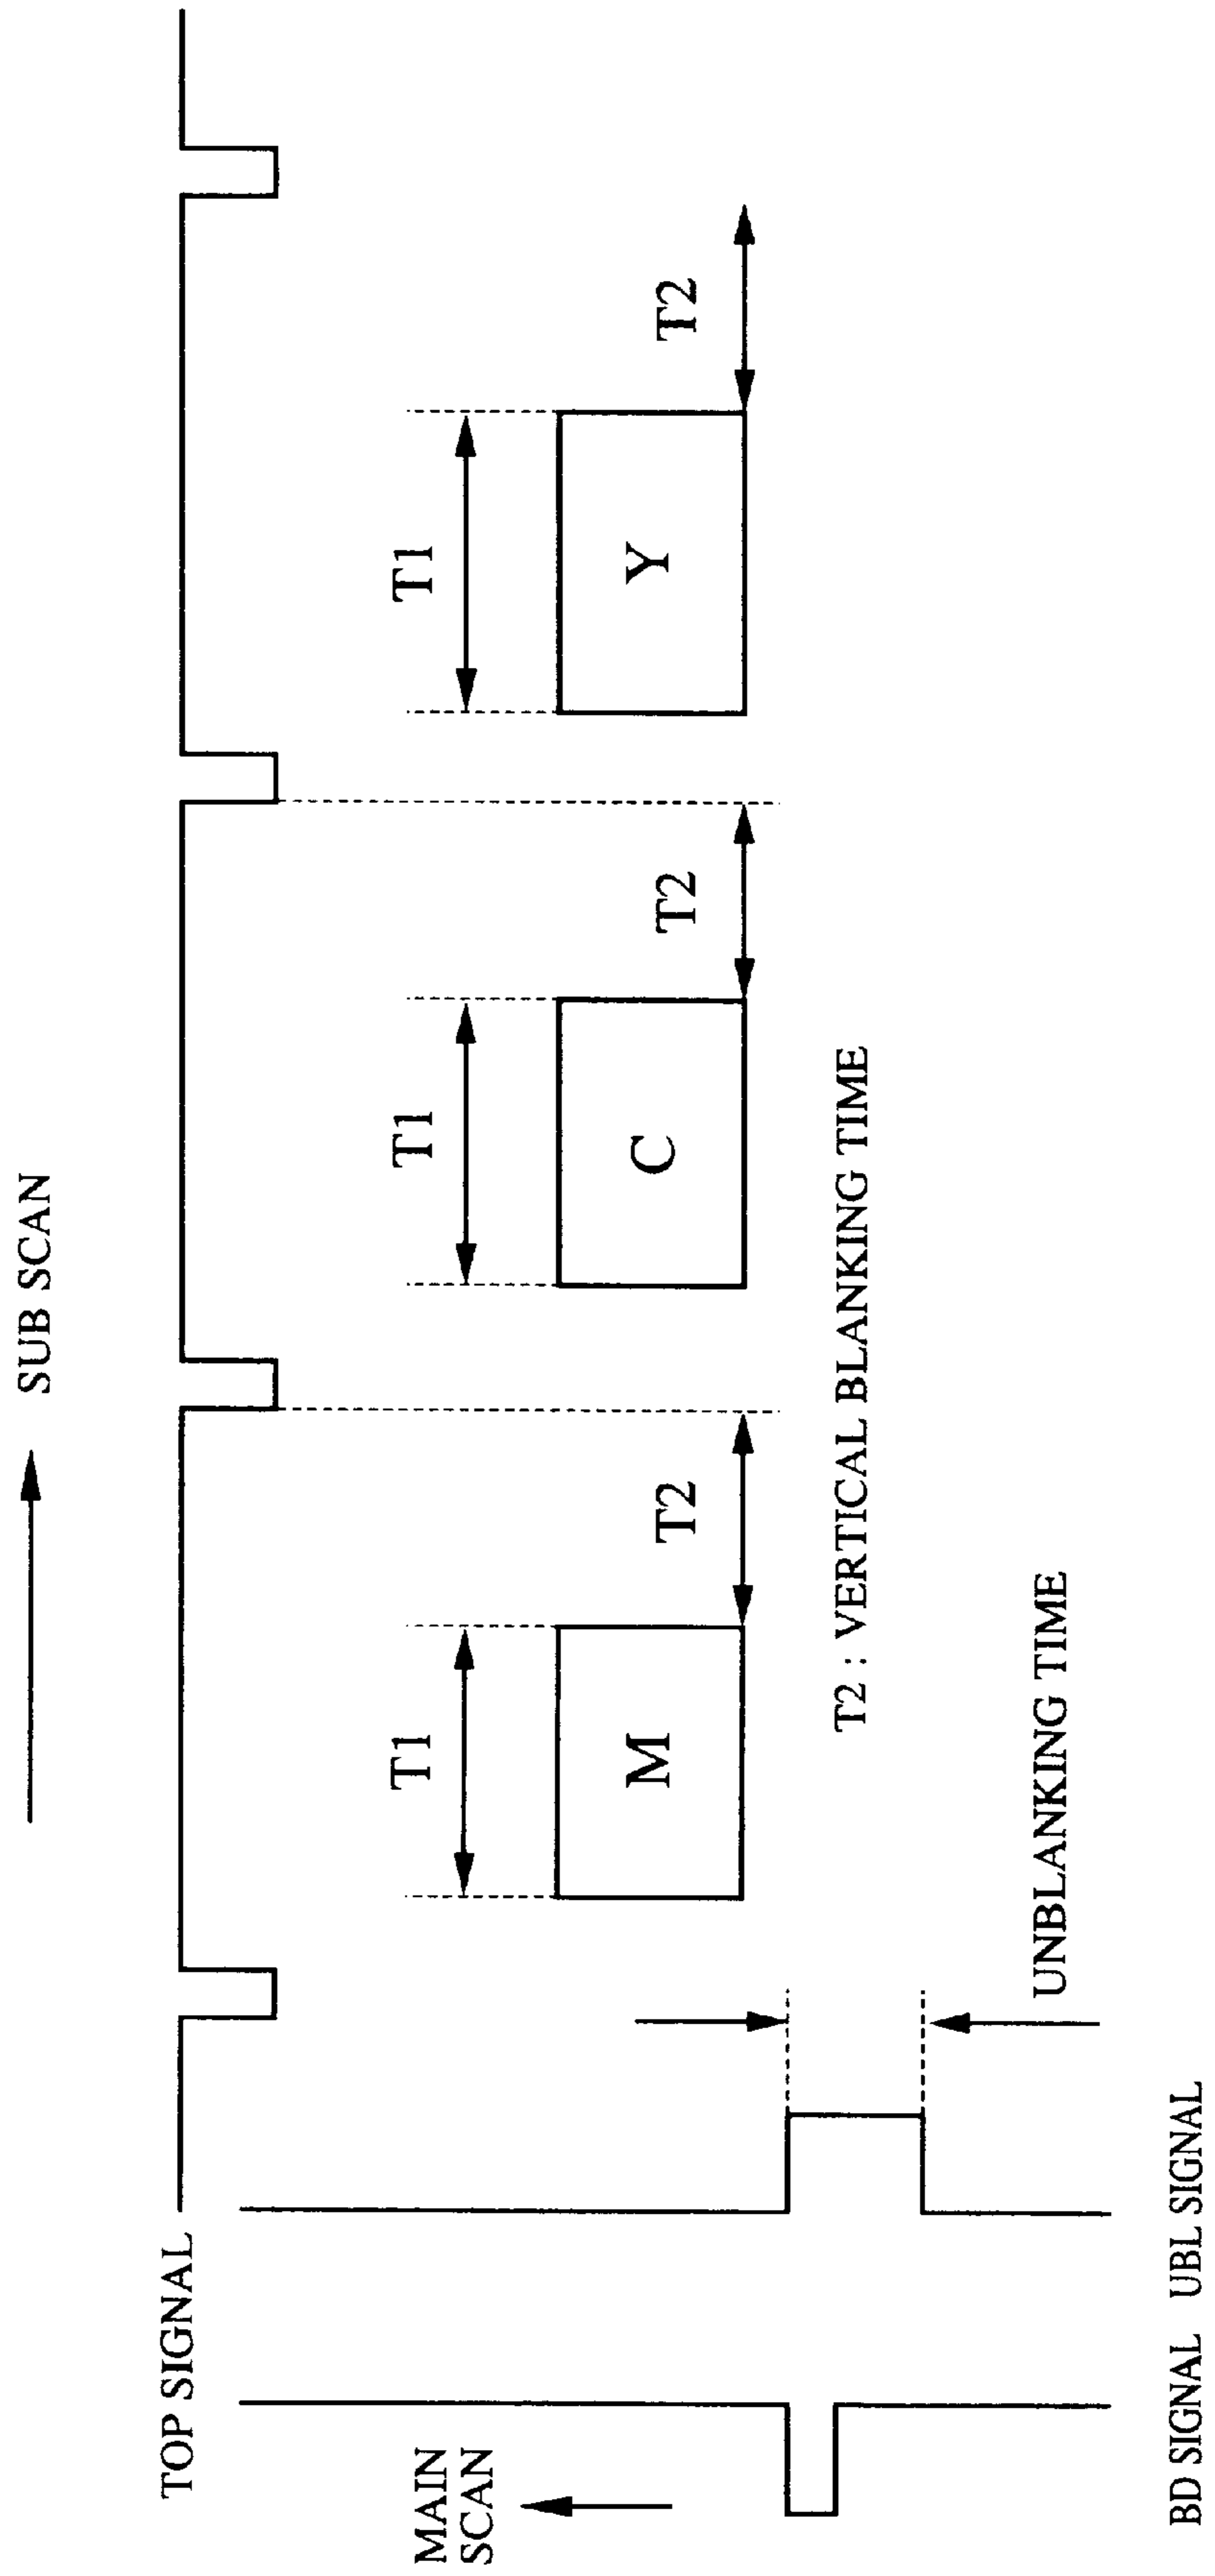 SUB SCAN
TOP SIGNAL
T1
T1
T1
M
C
Y
T2
T2
T2
MAIN
SCAN
T2 : VERTICAL BLANKING TIME
UNBLANKING TIME
BD SIGNAL
UBL SIGNAL